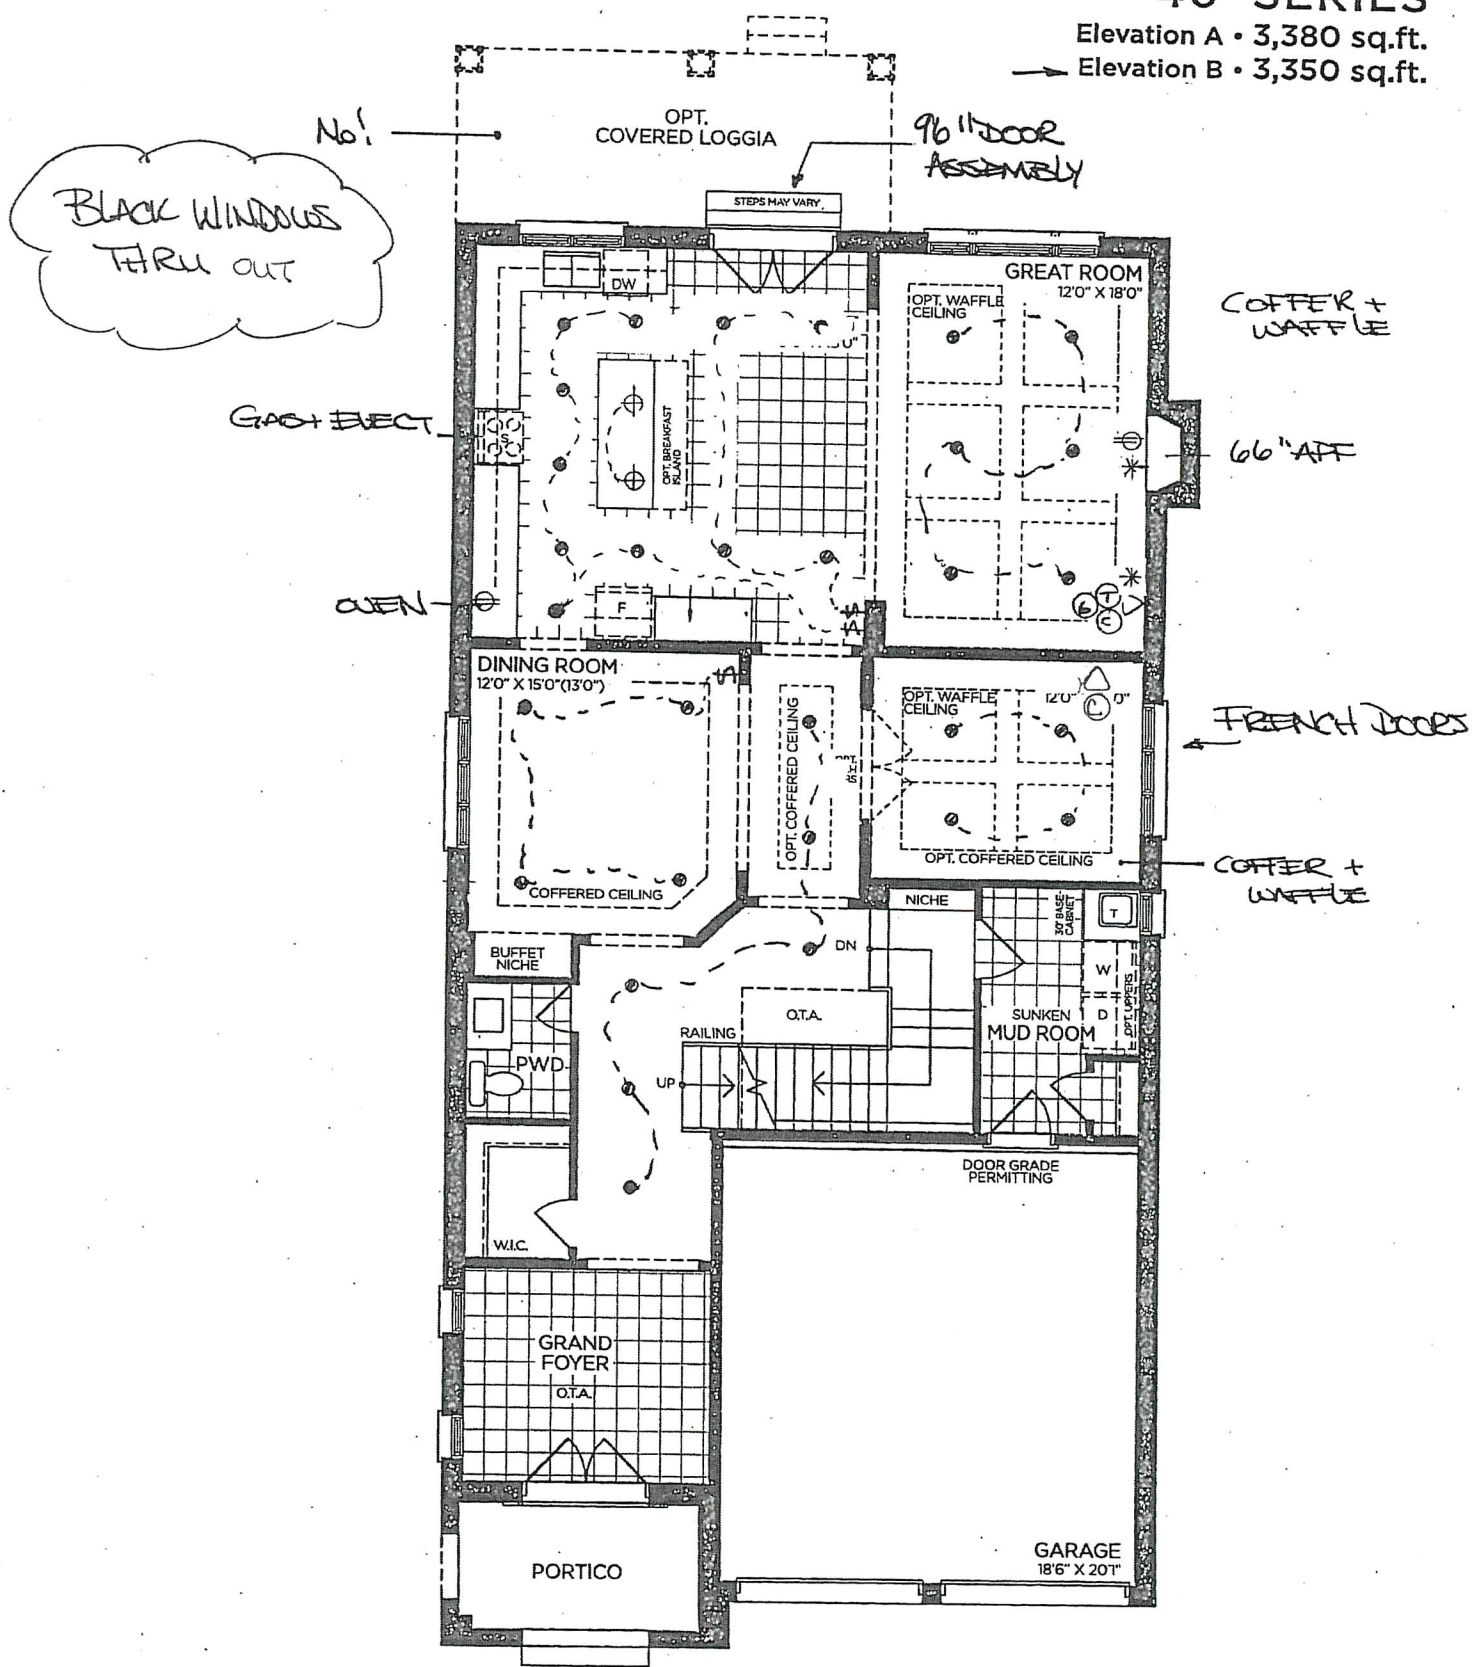 SERIES
Elevation A • 3,380 sq.ft.
Elevation B • 3,350 sq.ft.
No!
OPT.
COVERED LOGGIA
96" DOOR
ASSEMBLY
BLACK WINDOWS
THRU OUT
STEPS MAY VARY
DW
GREAT ROOM
12'0" X 18'0"
OPT. WAFFLE
CEILING
COFFER +
WAFFLE
GAS + ELECT
S
OPT. BREAKFAST
ISLAND
66" APF
OVEN
F
G
T
C
DINING ROOM
12'0" X 15'0"(13'0")
OPT. COFFERED CEILING
OPT. WAFFLE
CEILING
12'0"
C
FRENCH DOORS
OPT. COFFERED CEILING
COFFERED CEILING
COFFER +
WAFFLE
NICHE
30" BASE-
CABINET
T
BUFFET
NICHE
DN
W
OPT. UPPERS
O.T.A.
SUNKEN
D
MUD ROOM
RAILING
PWD
UP
DOOR GRADE
PERMITTING
W.I.C.
GRAND
FOYER
O.T.A.
PORTICO
GARAGE
18'6" X 20'1"